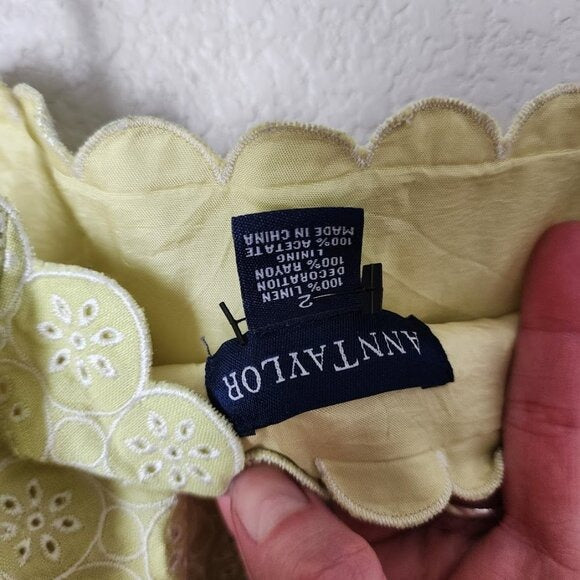 ANNTAYLOR
2
100% LINEN
DECORATION
100% RAYON
LINING
100% ACETATE
MADE IN CHINA